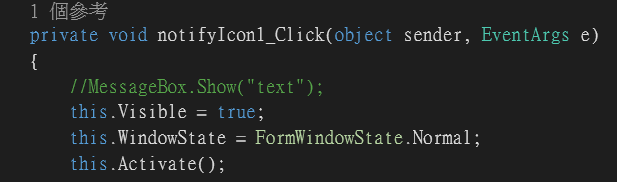 1 個參考
private void notifyIcon1_Click(object sender, EventArgs e)
{
//MessageBox.Show("text");
this.Visible = true;
this.WindowState = FormWindowState.Normal;
this.Activate();